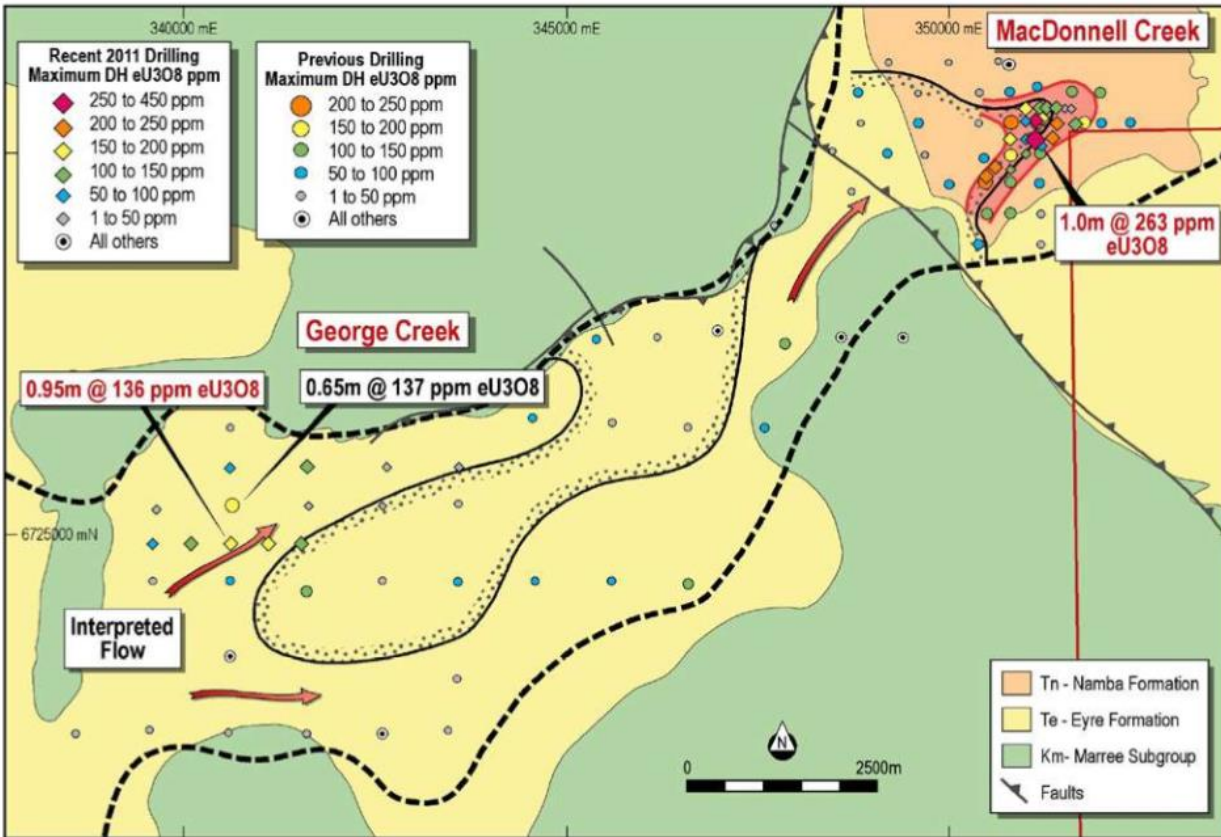 340000 mE
345000 mE
350000 mE
MacDonnell Creek
Recent 2011 Drilling
Maximum DH eU3O8 ppm
250 to 450 ppm
200 to 250 ppm
150 to 200 ppm
100 to 150 ppm
50 to 100 ppm
1 to 50 ppm
All others
Previous Drilling
Maximum DH eU3O8 ppm
200 to 250 ppm
150 to 200 ppm
100 to 150 ppm
50 to 100 ppm
1 to 50 ppm
All others
1.0m @ 263 ppm
eU3O8
George Creek
0.95m @ 136 ppm eU3O8
0.65m @ 137 ppm eU3O8
6725000 mN
Interpreted
Flow
N
0
2500m
Tn - Namba Formation
Te - Eyre Formation
Km- Marree Subgroup
Faults